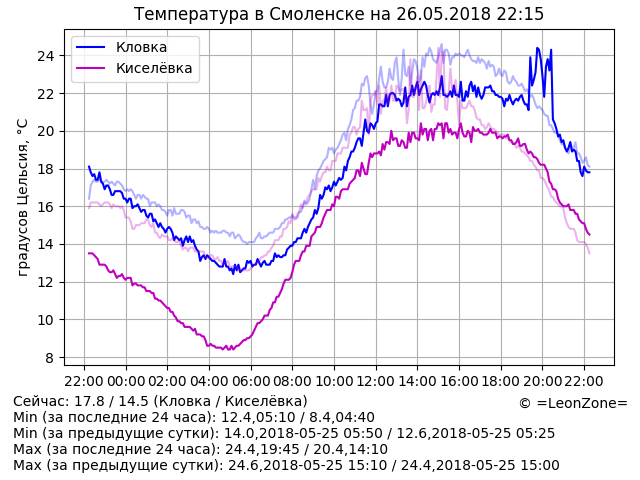 Температура в Смоленске на 26.05.2018 22:15
Кловка
Киселёвка
градусов Цельсия, °C
24
22
20
18
16
14
12
10
8
22:00 00:00 02:00 04:00 06:00 08:00 10:00 12:00 14:00 16:00 18:00 20:00 22:00
Сейчас: 17.8 / 14.5 (Кловка / Киселёвка)
© =LeonZone=
Min (за последние 24 часа): 12.4,05:10 / 8.4,04:40
Min (за предыдущие сутки): 14.0,2018-05-25 05:50 / 12.6,2018-05-25 05:25
Max (за последние 24 часа): 24.4,19:45 / 20.4,14:10
Max (за предыдущие сутки): 24.6,2018-05-25 15:10 / 24.4,2018-05-25 15:00